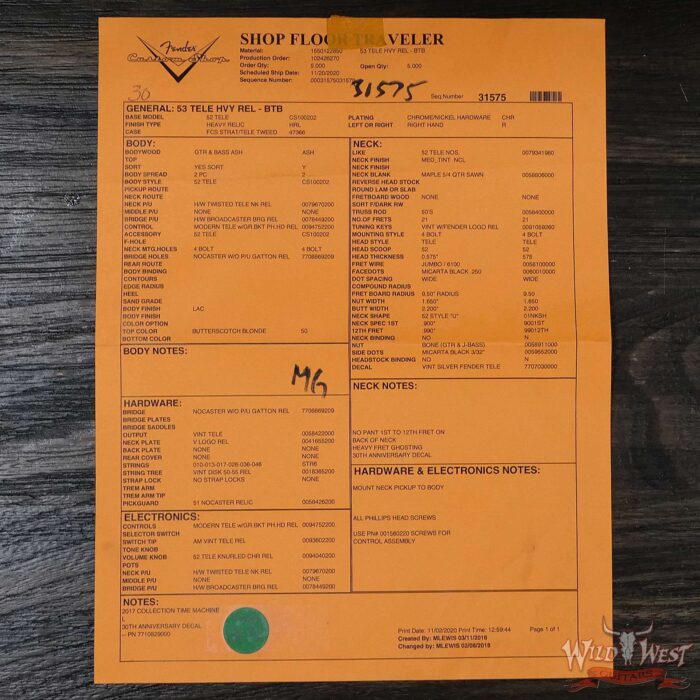 Fender
Custom Shop
SHOP FLOOR TRAVELER
Material: 1550122850 53 TELE HVY REL - BTB
Production Order: 102426270
Order Qty: 5.000 Open Qty: 5.000
Scheduled Ship Date: 11/20/2020
Sequence Number:
31575
30
Seq.Number 31575
GENERAL: 53 TELE HVY REL - BTB
BASE MODEL 52 TELE CS100202 PLATING CHROME/NICKEL HARDWARE CHR
FINISH TYPE HEAVY RELIC HRL LEFT OR RIGHT RIGHT HAND R
CASE FCS STRAT/TELE TWEED 47366
BODY:
BODYWOOD GTR & BASS ASH ASH
TOP
SORT YES SORT Y
BODY SPREAD 2 PC 2
BODY STYLE 52 TELE CS100202
PICKUP ROUTE
NECK ROUTE
NECK P/U H/W TWISTED TELE NK REL 0079670200
MIDDLE P/U NONE NONE
BRIDGE P/U H/W BROADCASTER BRG REL 0078449200
CONTROL MODERN TELE w/GR.BKT PH.HD REL 0094752200
ACCESSORY 52 TELE CS100202
F-HOLE
NECK MTG.HOLES 4 BOLT 4 BOLT
BRIDGE HOLES NOCASTER W/O P/U GATTON REL 7708869209
REAR ROUTE
BODY BINDING
CONTOURS
EDGE RADIUS
HEEL
SAND GRADE
BODY FINISH LAC
BODY FINISH
COLOR OPTION
TOP COLOR BUTTERSCOTCH BLONDE 50
BOTTOM COLOR
BODY NOTES:
MG
HARDWARE:
BRIDGE NOCASTER W/O P/U GATTON REL 7708869209
BRIDGE PLATES
BRIDGE SADDLES
OUTPUT VINT TELE 0058422000
NECK PLATE V LOGO REL 0041655200
BACK PLATE NONE NONE
REAR COVER NONE NONE
STRINGS 010-013-017-026-036-046 STR6
STRING TREE VINT DISK 50-55 REL 0018365200
STRAP LOCK NO STRAP LOCKS NONE
TREM ARM
TREM ARM TIP
PICKGUARD 51 NOCASTER RELIC 0056426200
ELECTRONICS:
CONTROLS MODERN TELE w/GR.BKT PH.HD REL 0094752200
SELECTOR SWITCH
SWITCH TIP AM VINT TELE REL 0093602200
TONE KNOB
VOLUME KNOB 52 TELE KNURLED CHR REL 0094040200
POTS
NECK P/U H/W TWISTED TELE NK REL 0079670200
MIDDLE P/U NONE NONE
BRIDGE P/U H/W BROADCASTER BRG REL 0078449200
NECK:
LIKE 52 TELE NOS. 0079341980
NECK FINISH MED_TINT NCL
NECK FINISH
NECK BLANK MAPLE 5/4 QTR SAWN 0058606000
REVERSE HEAD STOCK
ROUND LAM OR SLAB
FRETBOARD WOOD NONE NONE
SORT F/DARK RW
TRUSS ROD 50'S 0058400000
NO.OF FRETS 21 21
TUNING KEYS VINT W/FENDER LOGO REL 0091059260
MOUNTING STYLE 4 BOLT 4 BOLT
HEAD STYLE TELE TELE
HEAD SCOOP 52 52
HEAD THICKNESS 0.575" 575
FRET WIRE JUMBO / 6100 0058100000
FACEDOTS MICARTA BLACK .250 0060010000
DOT SPACING WIDE WIDE
COMPOUND RADIUS
FRET BOARD RADIUS 9.50" RADIUS 9.50
NUT WIDTH 1.650" 1.650
BUTT WIDTH 2.200" 2.200
NECK SHAPE 52 STYLE "U" 01NKSH
NECK SPEC 1ST .900" 9001ST
12TH FRET .990" 99012TH
NECK BINDING NO N
NUT BONE (GTR & J-BASS) 0058911000
SIDE DOTS MICARTA BLACK 3/32" 0059662000
HEADSTOCK BINDING NO N
DECAL VINT SILVER FENDER TELE 7707030000
NECK NOTES:
NO PANT 1ST TO 12TH FRET ON
BACK OF NECK
HEAVY FRET GHOSTING
30TH ANNIVERSARY DECAL
HARDWARE & ELECTRONICS NOTES:
MOUNT NECK PICKUP TO BODY
ALL PHILLIPS HEAD SCREWS
USE PN# 0015602200 SCREWS FOR
CONTROL ASSEMBLY
NOTES:
2017 COLLECTION TIME MACHINE
L
30TH ANNIVERSARY DECAL
-- PN 7710829000
Print Date: 11/02/2020 Print Time: 12:59:44 Page 1 of 1
Created By: MLEWIS 03/11/2016
Changed by: MLEWIS 02/06/2018
WILD WEST
GUITARS